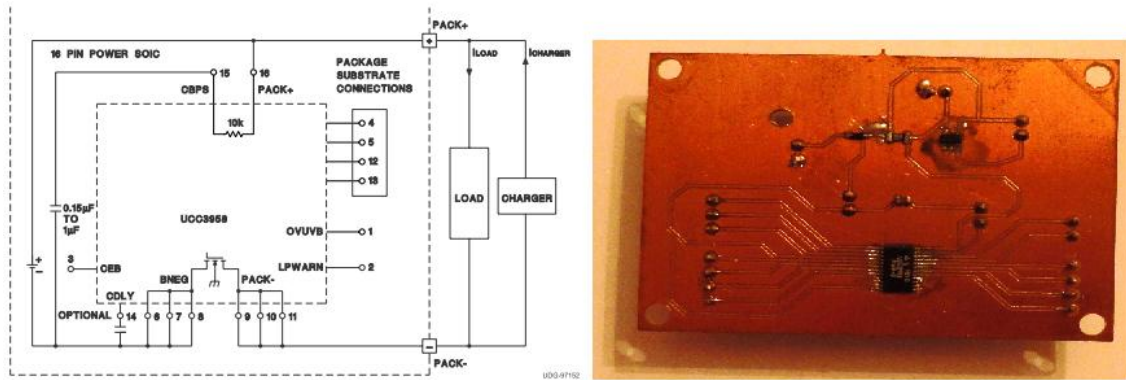 PACK+
16 PIN POWER SOIC
ILOAD
ICHARGER
15
16
CBPS
PACK+
PACKAGE
SUBSTRATE
CONNECTIONS
10k
4
5
12
13
0.15µF
TO
1µF
UCC3958
LOAD
CHARGER
OVUVB
1
3
CEB
BNEG
PACK-
LPWARN
2
CDLY
OPTIONAL
14
6
7
8
9
10
11
PACK-
UDG-97152